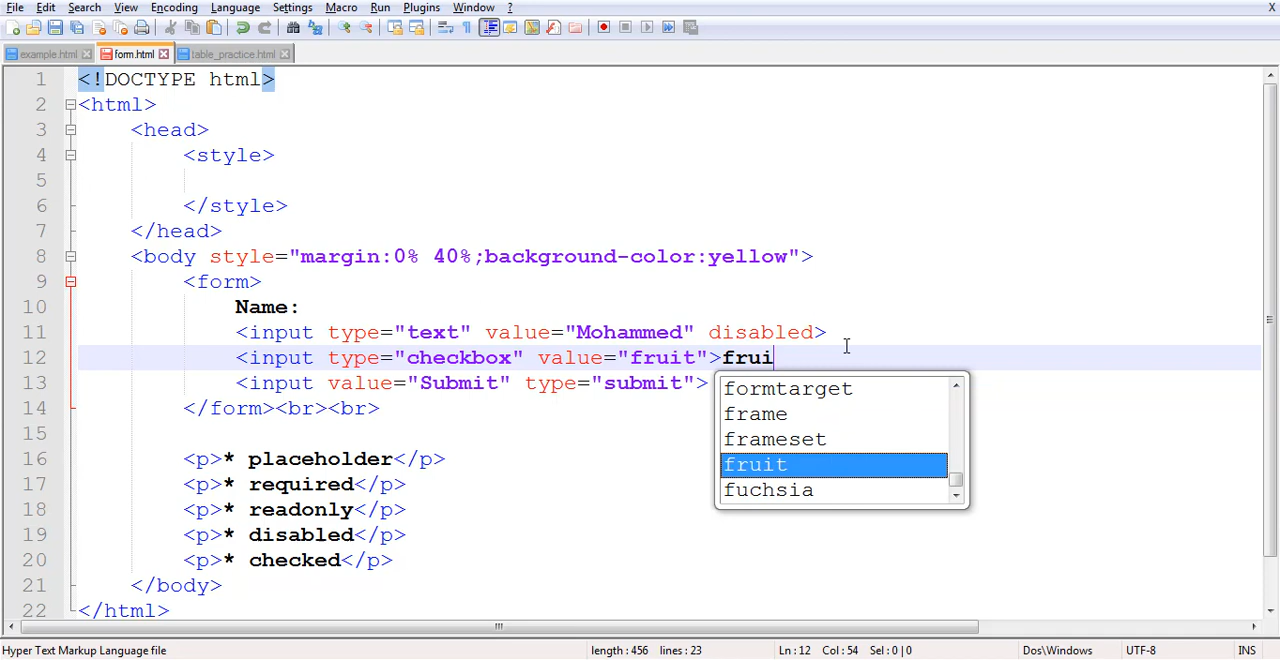 File Edit Search View Encoding Language Settings Macro Run Plugins Window ? X
example.html form.html table_practice.html
1 <!DOCTYPE html>
2 <html>
3 <head>
4 <style>
5
6 </style>
7 </head>
8 <body style="margin:0% 40%;background-color:yellow">
9 <form>
10 Name:
11 <input type="text" value="Mohammed" disabled>
12 <input type="checkbox" value="fruit">frui
13 <input value="Submit" type="submit">
14 </form><br><br>
15
16 <p>* placeholder</p>
17 <p>* required</p>
18 <p>* readonly</p>
19 <p>* disabled</p>
20 <p>* checked</p>
21 </body>
22 </html>
formtarget
frame
frameset
fruit
fuchsia
Hyper Text Markup Language file length : 456 lines : 23 Ln : 12 Col : 54 Sel : 0 | 0 Dos\Windows UTF-8 INS